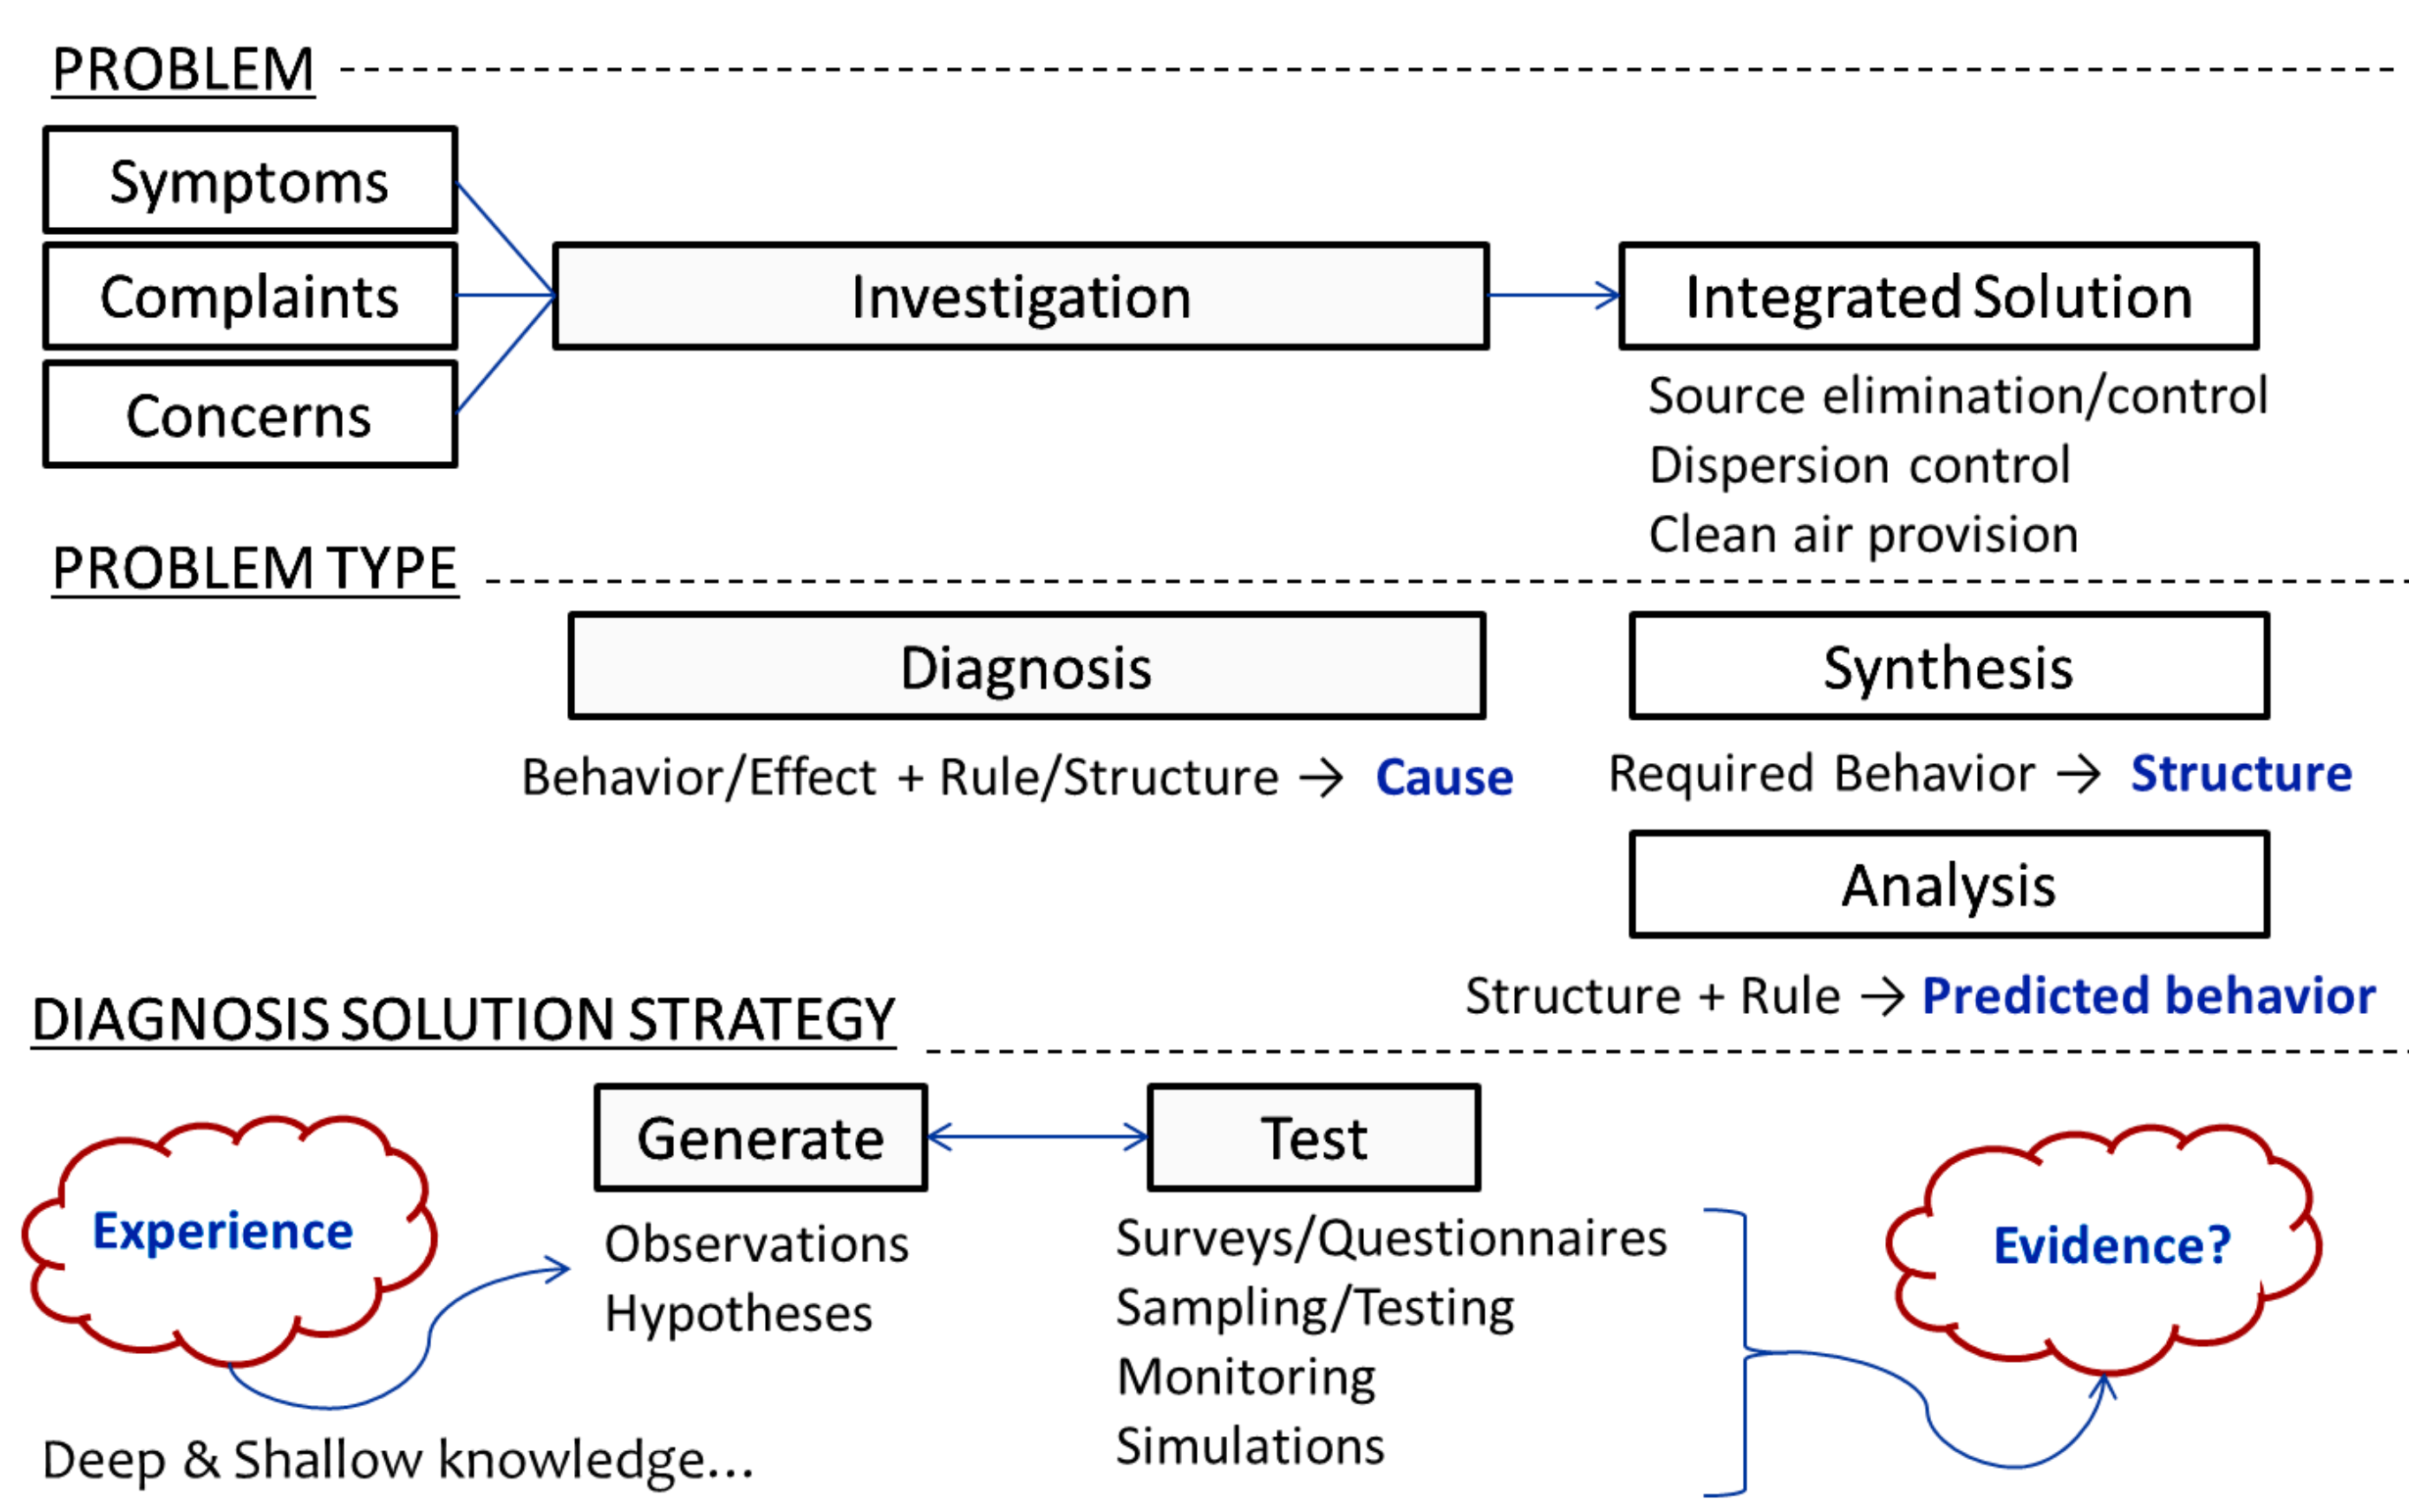 PROBLEM
Symptoms
Complaints
Concerns
Investigation
Integrated Solution
Source elimination/control
Dispersion control
Clean air provision
PROBLEM TYPE
Diagnosis
Behavior/Effect + Rule/Structure → Cause
Synthesis
Required Behavior → Structure
Analysis
Structure + Rule → Predicted behavior
DIAGNOSIS SOLUTION STRATEGY
Experience
Deep & Shallow knowledge...
Generate
Observations
Hypotheses
Test
Surveys/Questionnaires
Sampling/Testing
Monitoring
Simulations
Evidence?